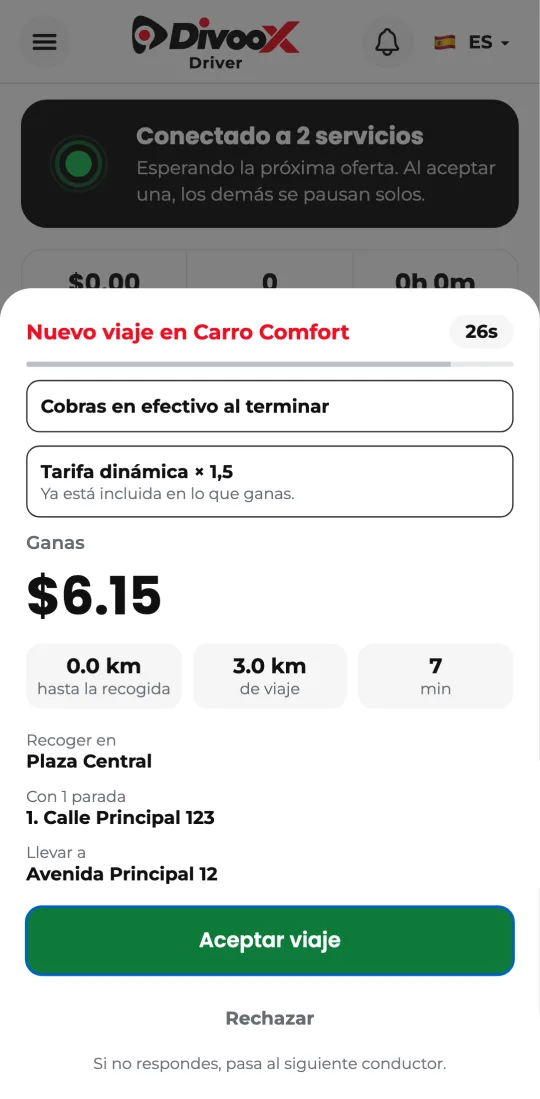 DivooX
Driver
ES
Conectado a 2 servicios
Esperando la próxima oferta. Al aceptar
una, los demás se pausan solos.
$0.00 0 0h 0m
Nuevo viaje en Carro Comfort 26s
Cobras en efectivo al terminar
Tarifa dinámica × 1,5
Ya está incluida en lo que ganas.
Ganas
$6.15
0.0 km 3.0 km 7
hasta la recogida de viaje min
Recoger en
Plaza Central
Con 1 parada
1. Calle Principal 123
Llevar a
Avenida Principal 12
Aceptar viaje
Rechazar
Si no respondes, pasa al siguiente conductor.